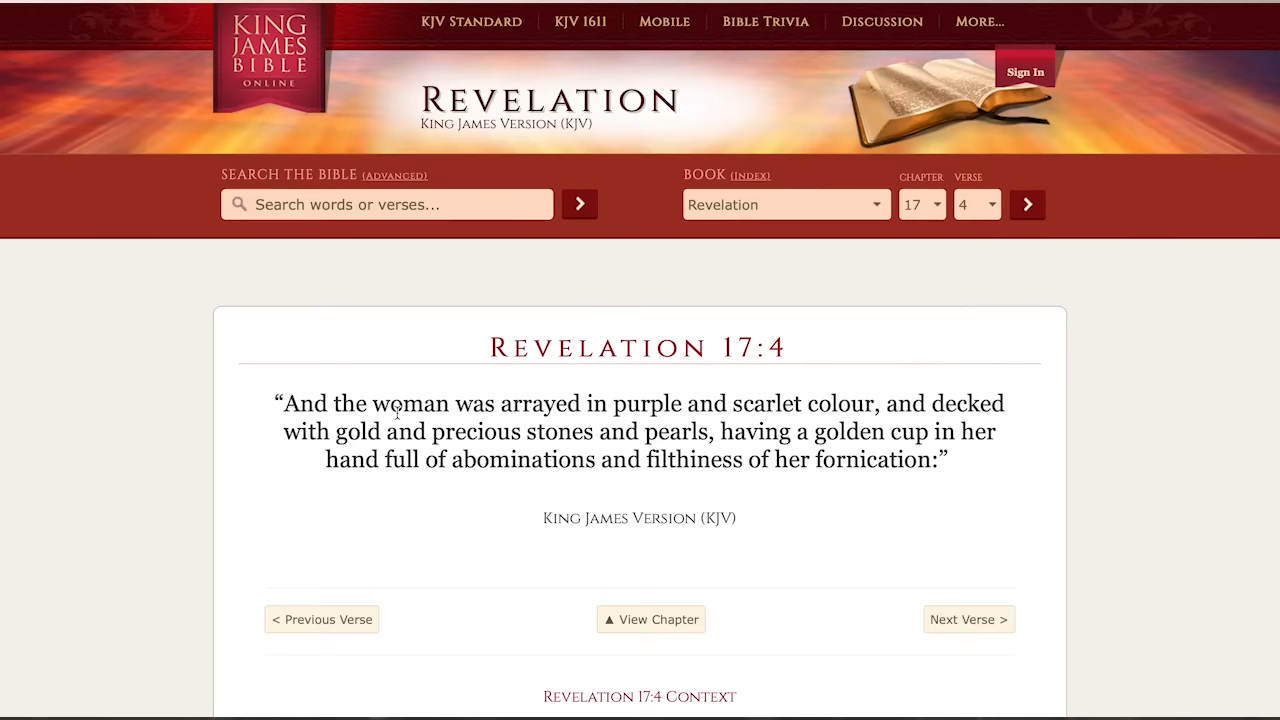 KING
JAMES
BIBLE
ONLINE
KJV Standard
KJV 1611
Mobile
Bible Trivia
Discussion
More...
Sign In
Revelation
King James Version (KJV)
SEARCH THE BIBLE (Advanced)
Search words or verses...
BOOK (Index)
Revelation
CHAPTER
17
VERSE
4
Revelation 17:4
“And the woman was arrayed in purple and scarlet colour, and decked
with gold and precious stones and pearls, having a golden cup in her
hand full of abominations and filthiness of her fornication:”
King James Version (KJV)
< Previous Verse
▲ View Chapter
Next Verse >
Revelation 17:4 Context